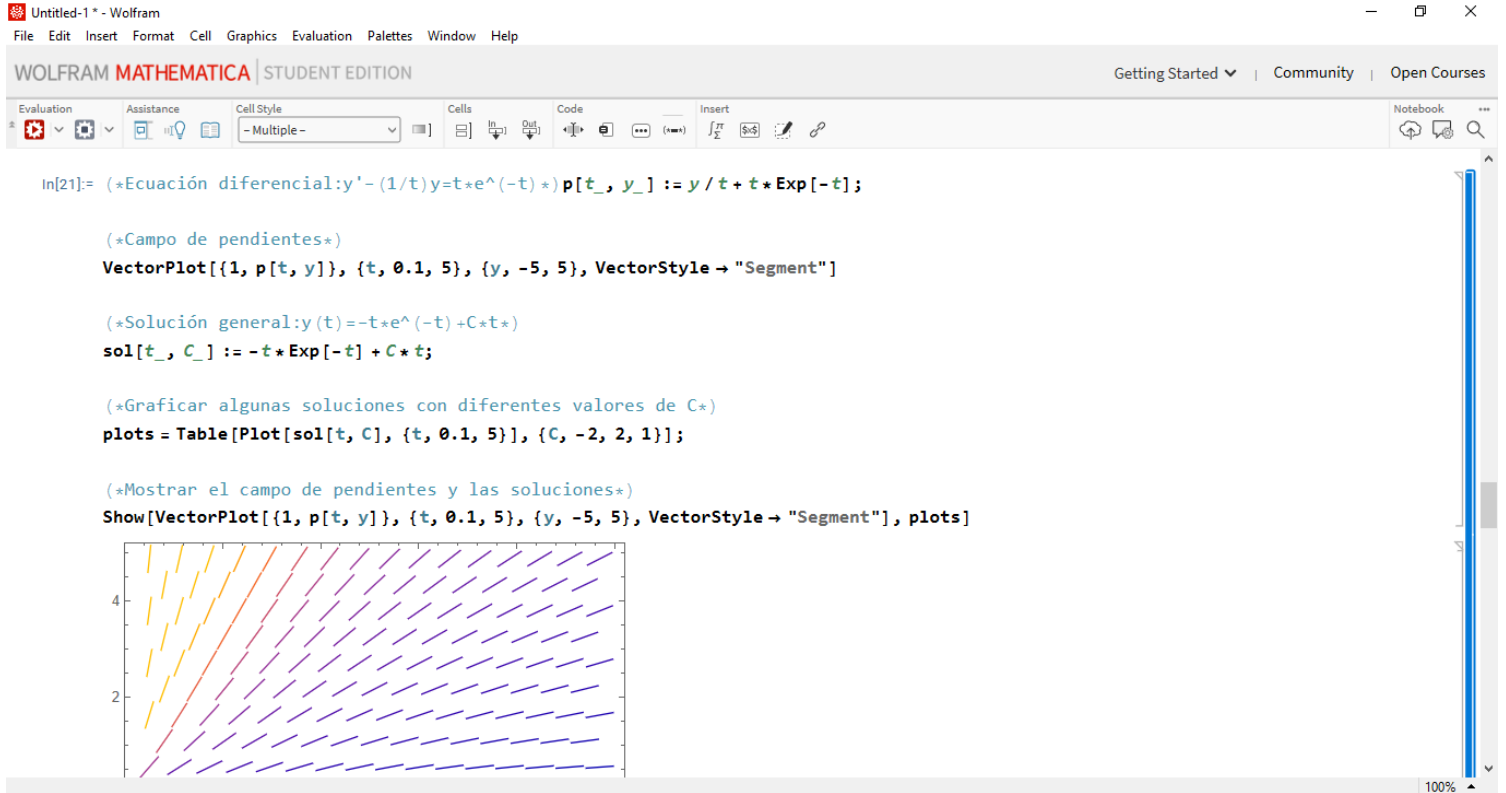 Untitled-1 * - Wolfram
File Edit Insert Format Cell Graphics Evaluation Palettes Window Help
WOLFRAM MATHEMATICA STUDENT EDITION
Getting Started | Community | Open Courses
Evaluation Assistance Cell Style Cells Code Insert Notebook
- Multiple -
In Out
In[21]:= (*Ecuación diferencial:y'-(1/t)y=t*e^(-t)*)p[t_, y_] := y/t + t*Exp[-t];
(*Campo de pendientes*)
VectorPlot[{1, p[t, y]}, {t, 0.1, 5}, {y, -5, 5}, VectorStyle → "Segment"]
(*Solución general:y(t)=-t*e^(-t)+C*t*)
sol[t_, C_] := -t*Exp[-t] + C*t;
(*Graficar algunas soluciones con diferentes valores de C*)
plots = Table[Plot[sol[t, C], {t, 0.1, 5}], {C, -2, 2, 1}];
(*Mostrar el campo de pendientes y las soluciones*)
Show[VectorPlot[{1, p[t, y]}, {t, 0.1, 5}, {y, -5, 5}, VectorStyle → "Segment"], plots]
4
2
100%